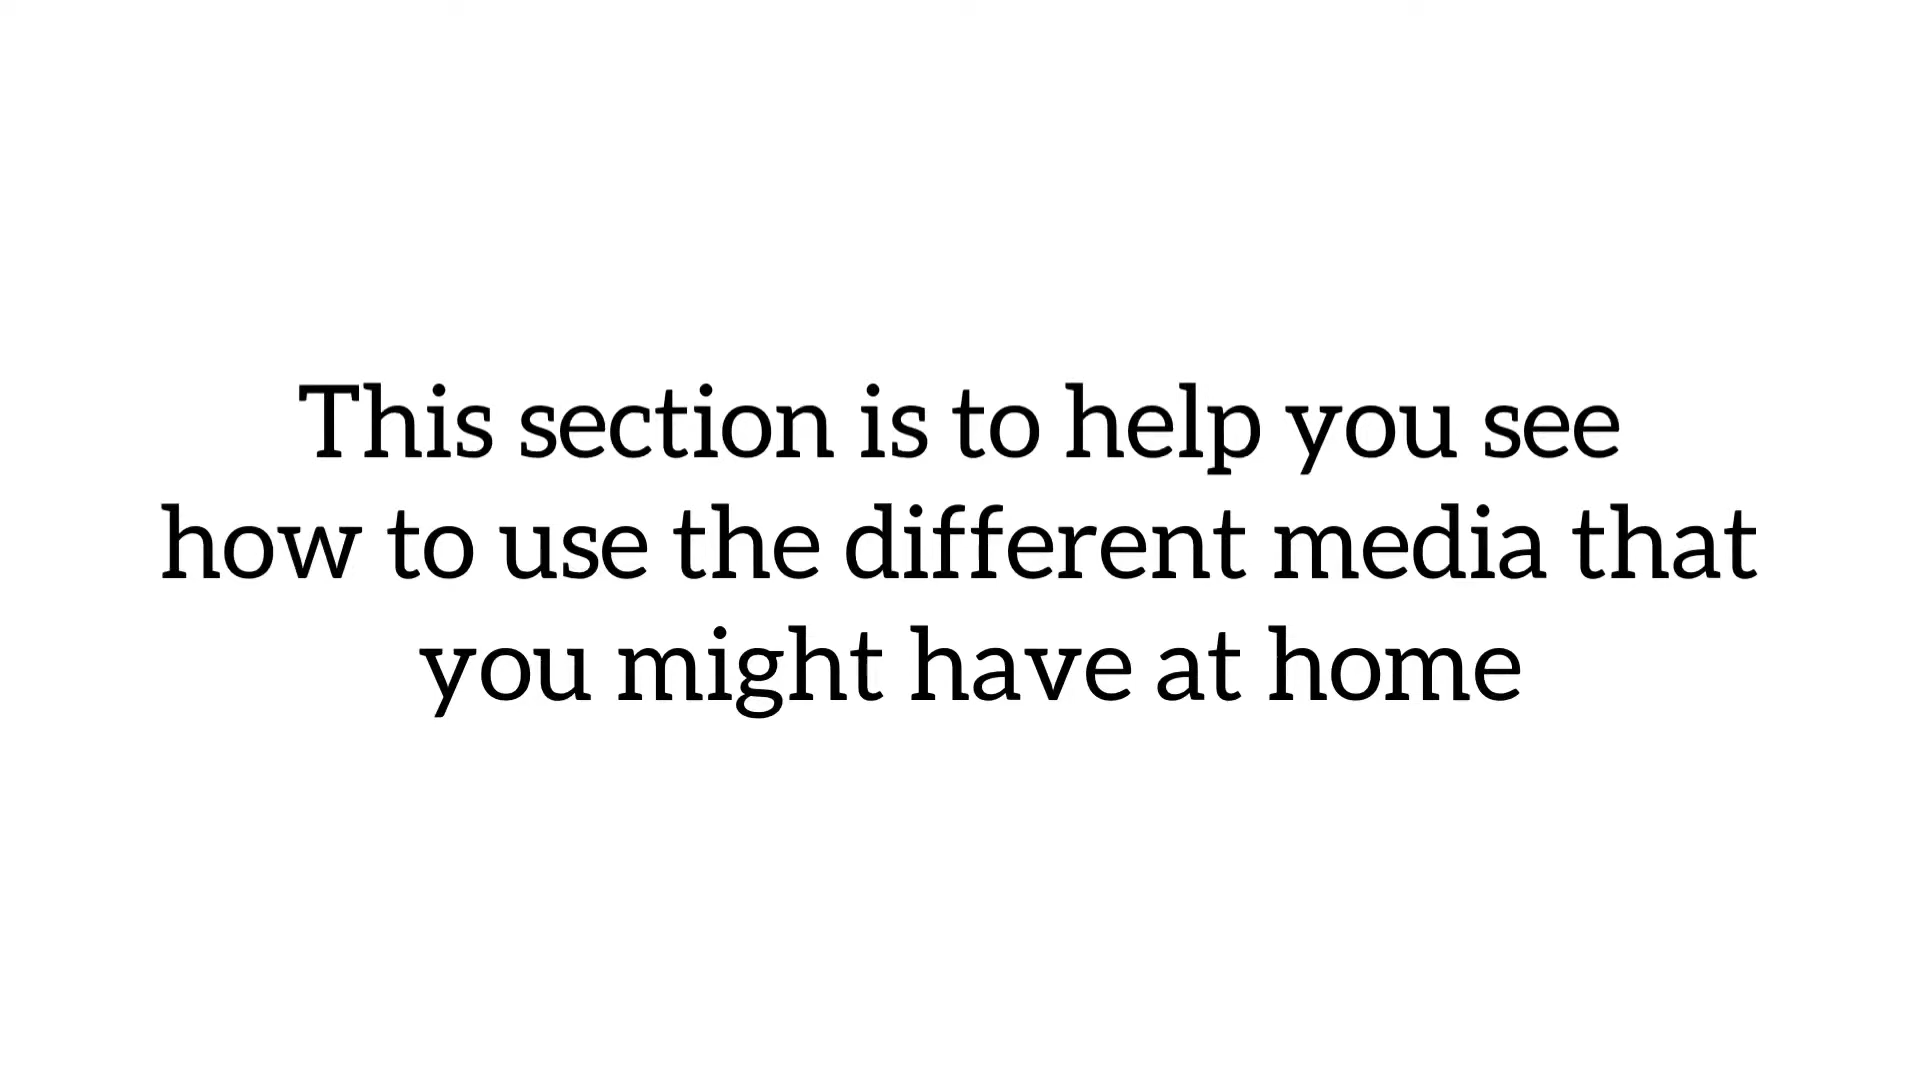 This section is to help you see
how to use the different media that
you might have at home